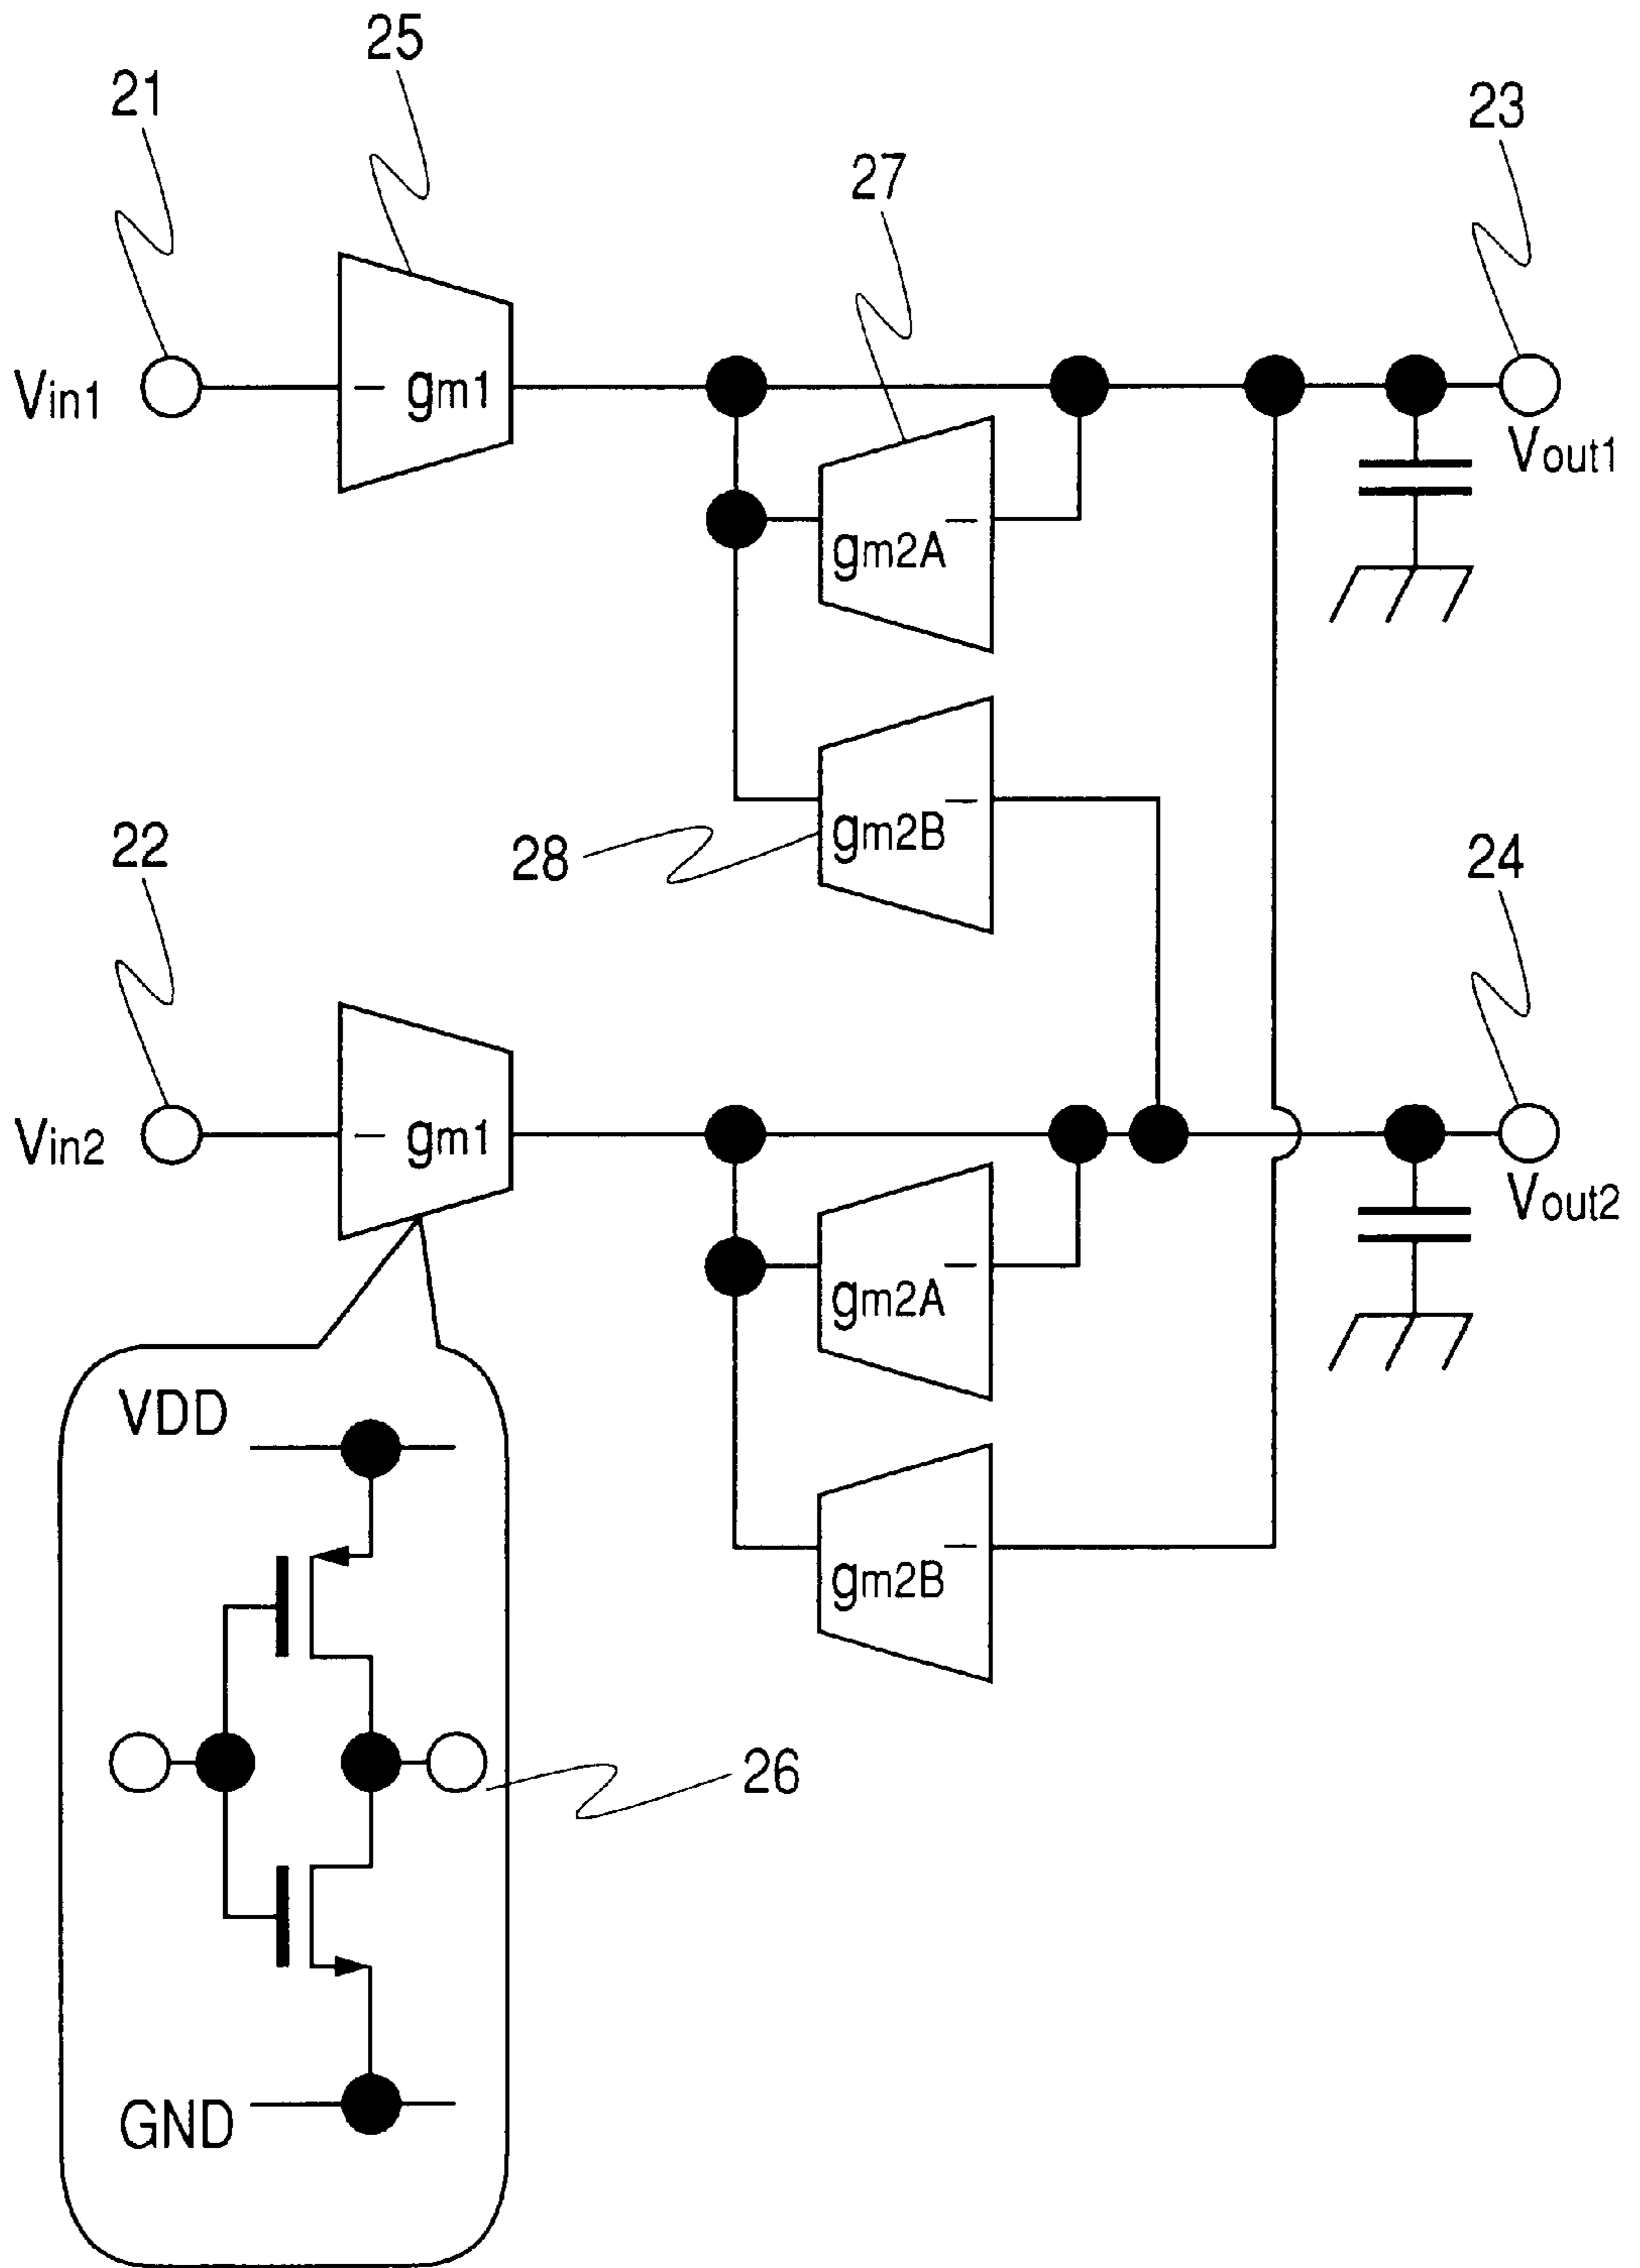 25
21
23
27
Vin1
− gm1
Vout1
gm2A −
gm2B −
28
22
24
Vin2
− gm1
Vout2
gm2A −
VDD
gm2B −
26
GND